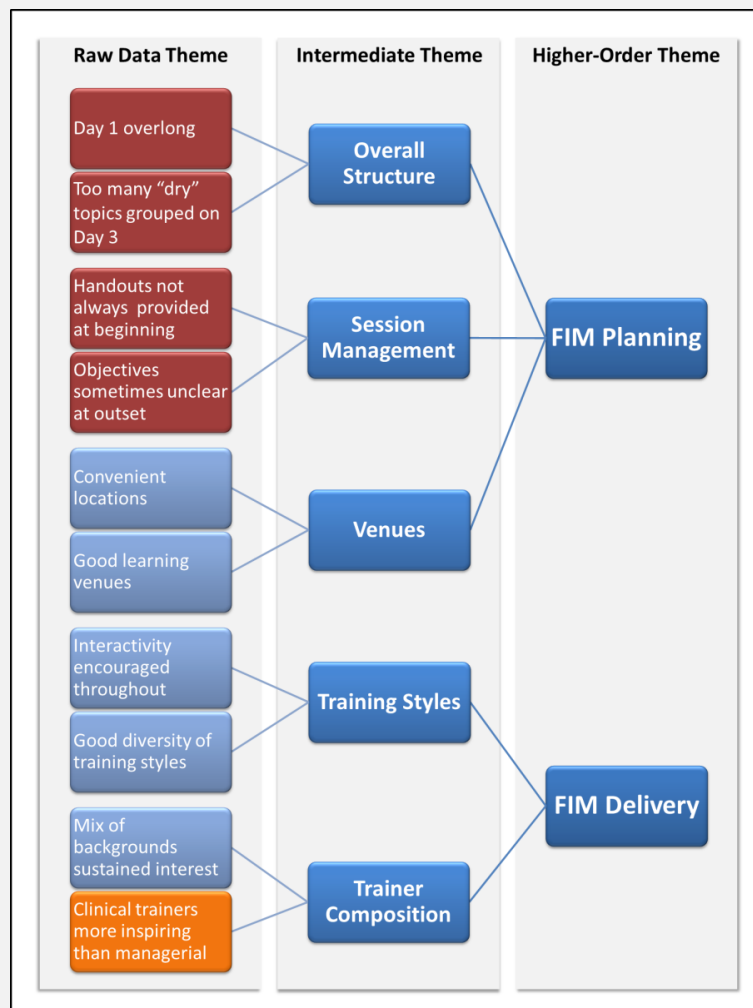 Raw Data Theme
Intermediate Theme
Higher-Order Theme
Day 1 overlong
Too many “dry”
topics grouped on
Day 3
Handouts not
always  provided
at beginning
Objectives
sometimes unclear
at outset
Convenient
locations
Good learning
venues
Interactivity
encouraged
throughout
Good diversity of
training styles
Mix of
backgrounds
sustained interest
Clinical trainers
more inspiring
than managerial
Overall
Structure
Session
Management
Venues
Training Styles
Trainer
Composition
FIM Planning
FIM Delivery